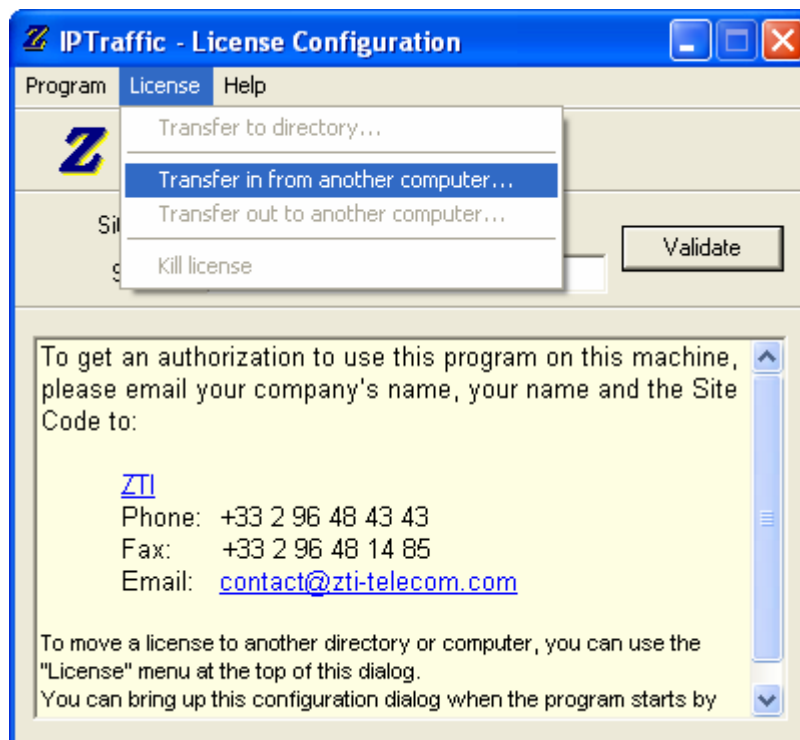 IPTraffic - License Configuration
Program License Help
Transfer to directory...
Transfer in from another computer...
Transfer out to another computer...
Kill license
Validate
To get an authorization to use this program on this machine,
please email your company's name, your name and the Site
Code to:
ZTI
Phone: +33 2 96 48 43 43
Fax: +33 2 96 48 14 85
Email: contact@zti-telecom.com
To move a license to another directory or computer, you can use the
"License" menu at the top of this dialog.
You can bring up this configuration dialog when the program starts by